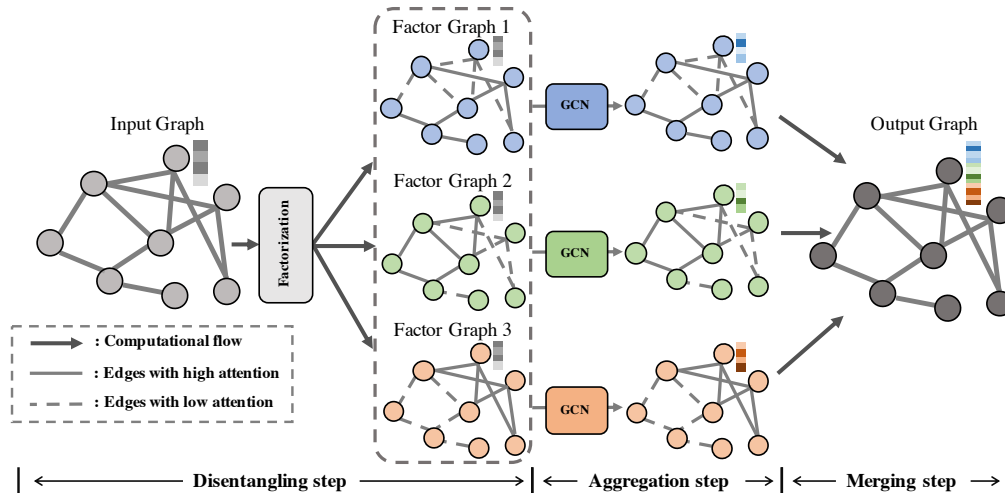 Factor Graph 1
Input Graph
GCN
Output Graph
Factorization
Factor Graph 2
GCN
Factor Graph 3
GCN
: Computational flow
: Edges with high attention
: Edges with low attention
Disentangling step
Aggregation step
Merging step